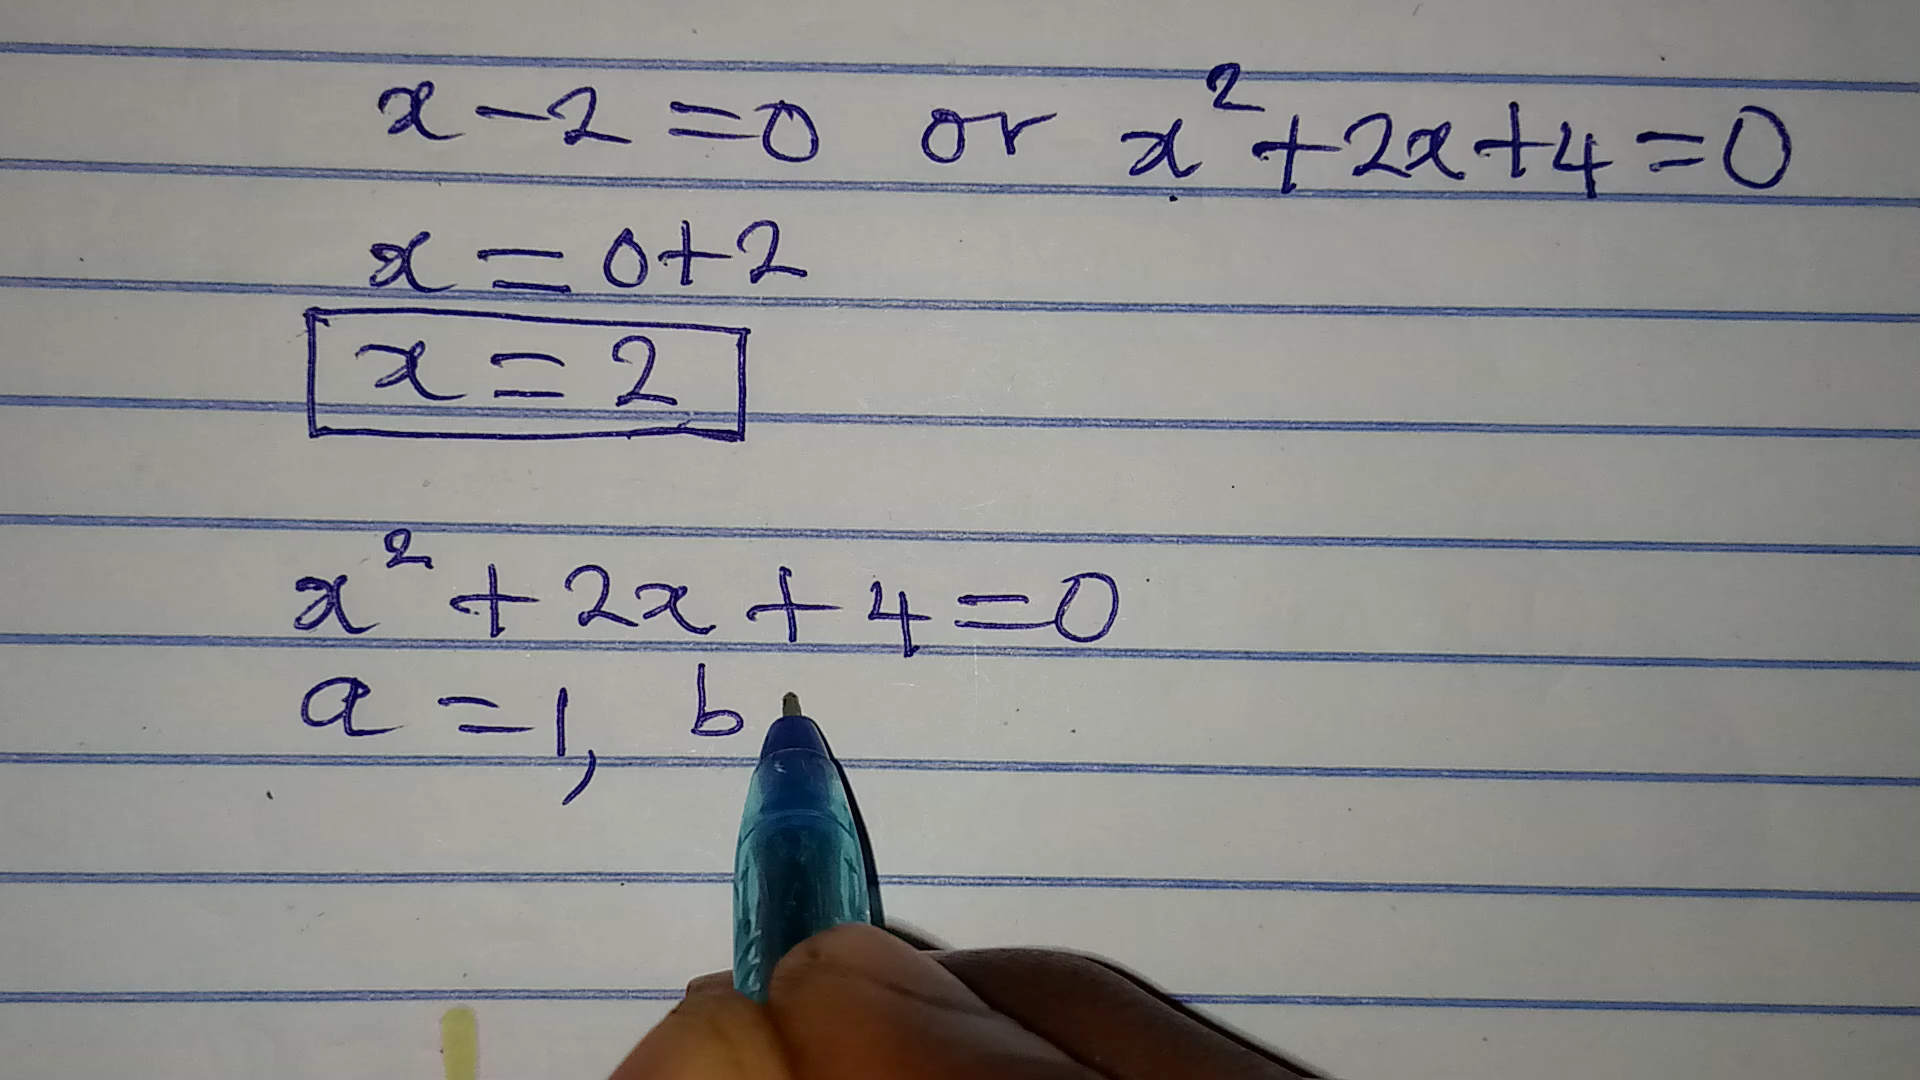 x - 2 = 0 or x² + 2x + 4 = 0
x = 0 + 2
x = 2
x² + 2x + 4 = 0
a = 1, b